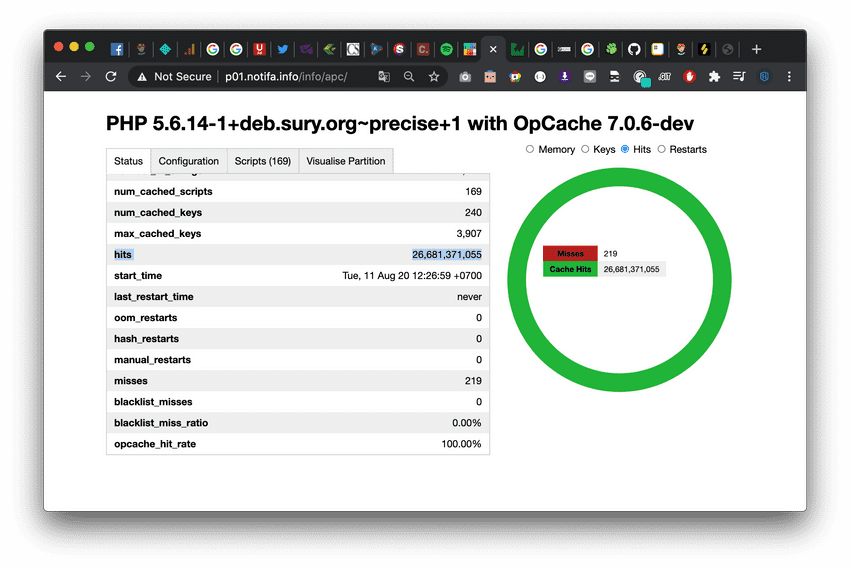 Not Secure | p01.notifa.info/info/apc/
PHP 5.6.14-1+deb.sury.org~precise+1 with OpCache 7.0.6-dev
Memory Keys Hits Restarts
Status Configuration Scripts (169) Visualise Partition
num_cached_scripts 169
num_cached_keys 240
max_cached_keys 3,907
hits 26,681,371,055
start_time Tue, 11 Aug 20 12:26:59 +0700
last_restart_time never
oom_restarts 0
hash_restarts 0
manual_restarts 0
misses 219
blacklist_misses 0
blacklist_miss_ratio 0.00%
opcache_hit_rate 100.00%
Misses 219
Cache Hits 26,681,371,055